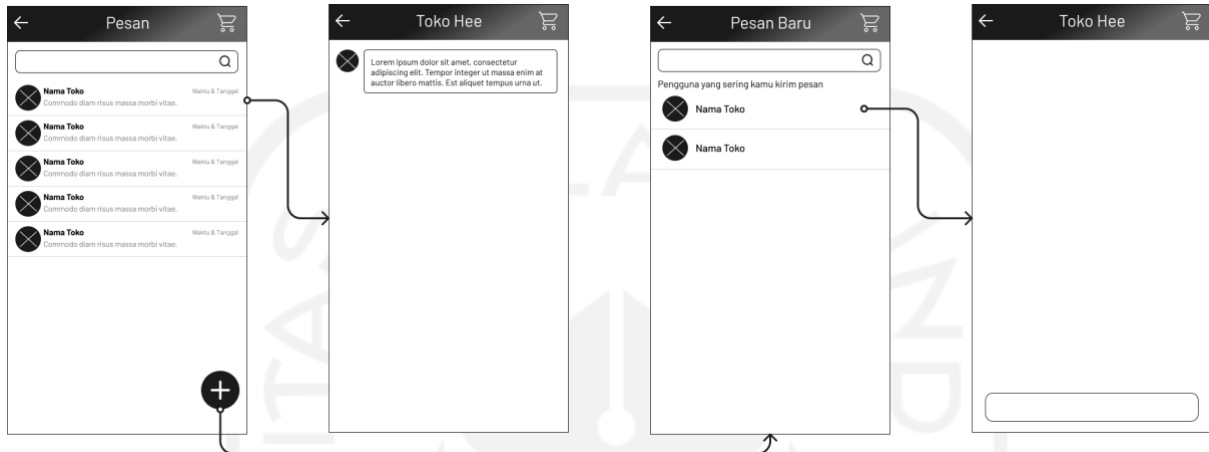 Pesan
Nama Toko
Waktu & Tanggal
Commodo diam risus massa morbi vitae.
Nama Toko
Waktu & Tanggal
Commodo diam risus massa morbi vitae.
Nama Toko
Waktu & Tanggal
Commodo diam risus massa morbi vitae.
Nama Toko
Waktu & Tanggal
Commodo diam risus massa morbi vitae.
Nama Toko
Waktu & Tanggal
Commodo diam risus massa morbi vitae.
Toko Hee
Lorem ipsum dolor sit amet, consectetur
adipiscing elit. Tempor integer ut massa enim at
auctor libero mattis. Est aliquet tempus urna ut.
Pesan Baru
Pengguna yang sering kamu kirim pesan
Nama Toko
Nama Toko
Toko Hee